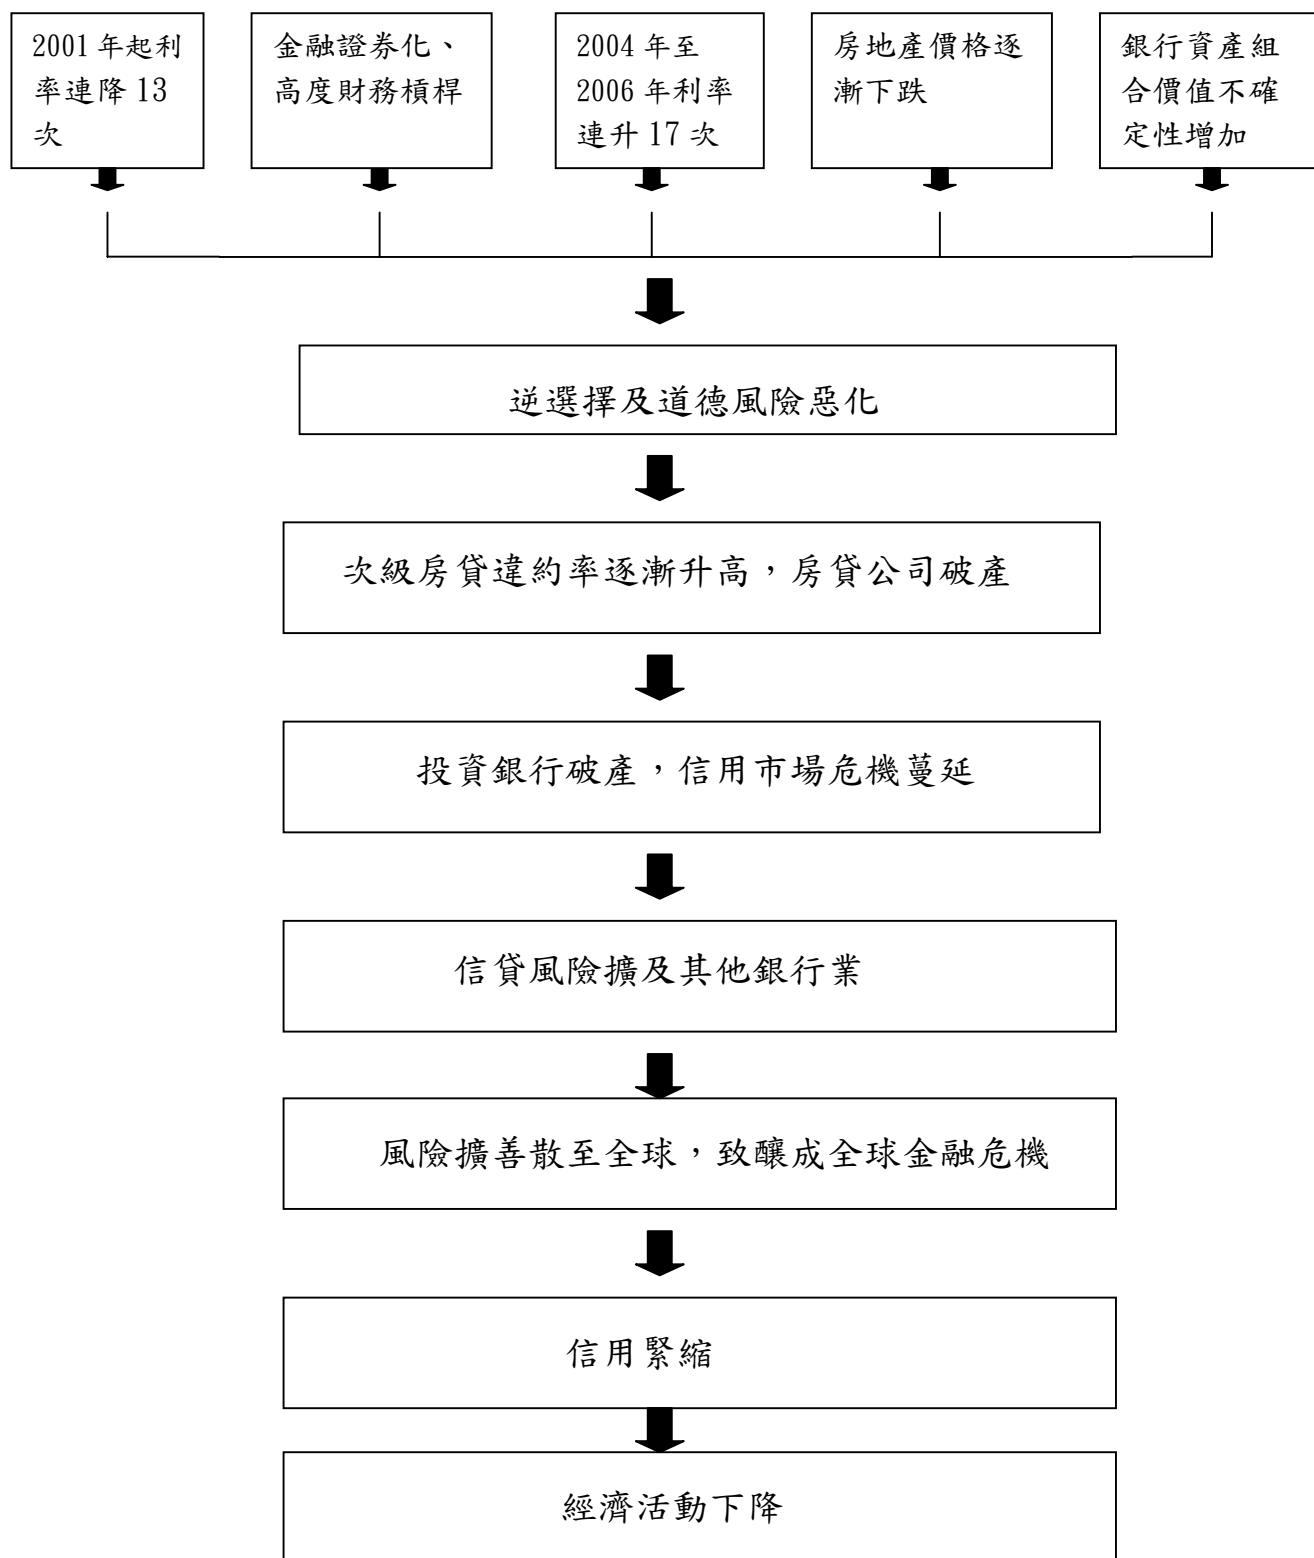 2001年起利
率連降13
次
金融證券化、
高度財務槓桿
2004年至
2006年利率
連升17次
房地產價格逐
漸下跌
銀行資產組
合價值不確
定性增加
逆選擇及道德風險惡化
次級房貸違約率逐漸升高，房貸公司破產
投資銀行破產，信用市場危機蔓延
信貸風險擴及其他銀行業
風險擴善散至全球，致釀成全球金融危機
信用緊縮
經濟活動下降